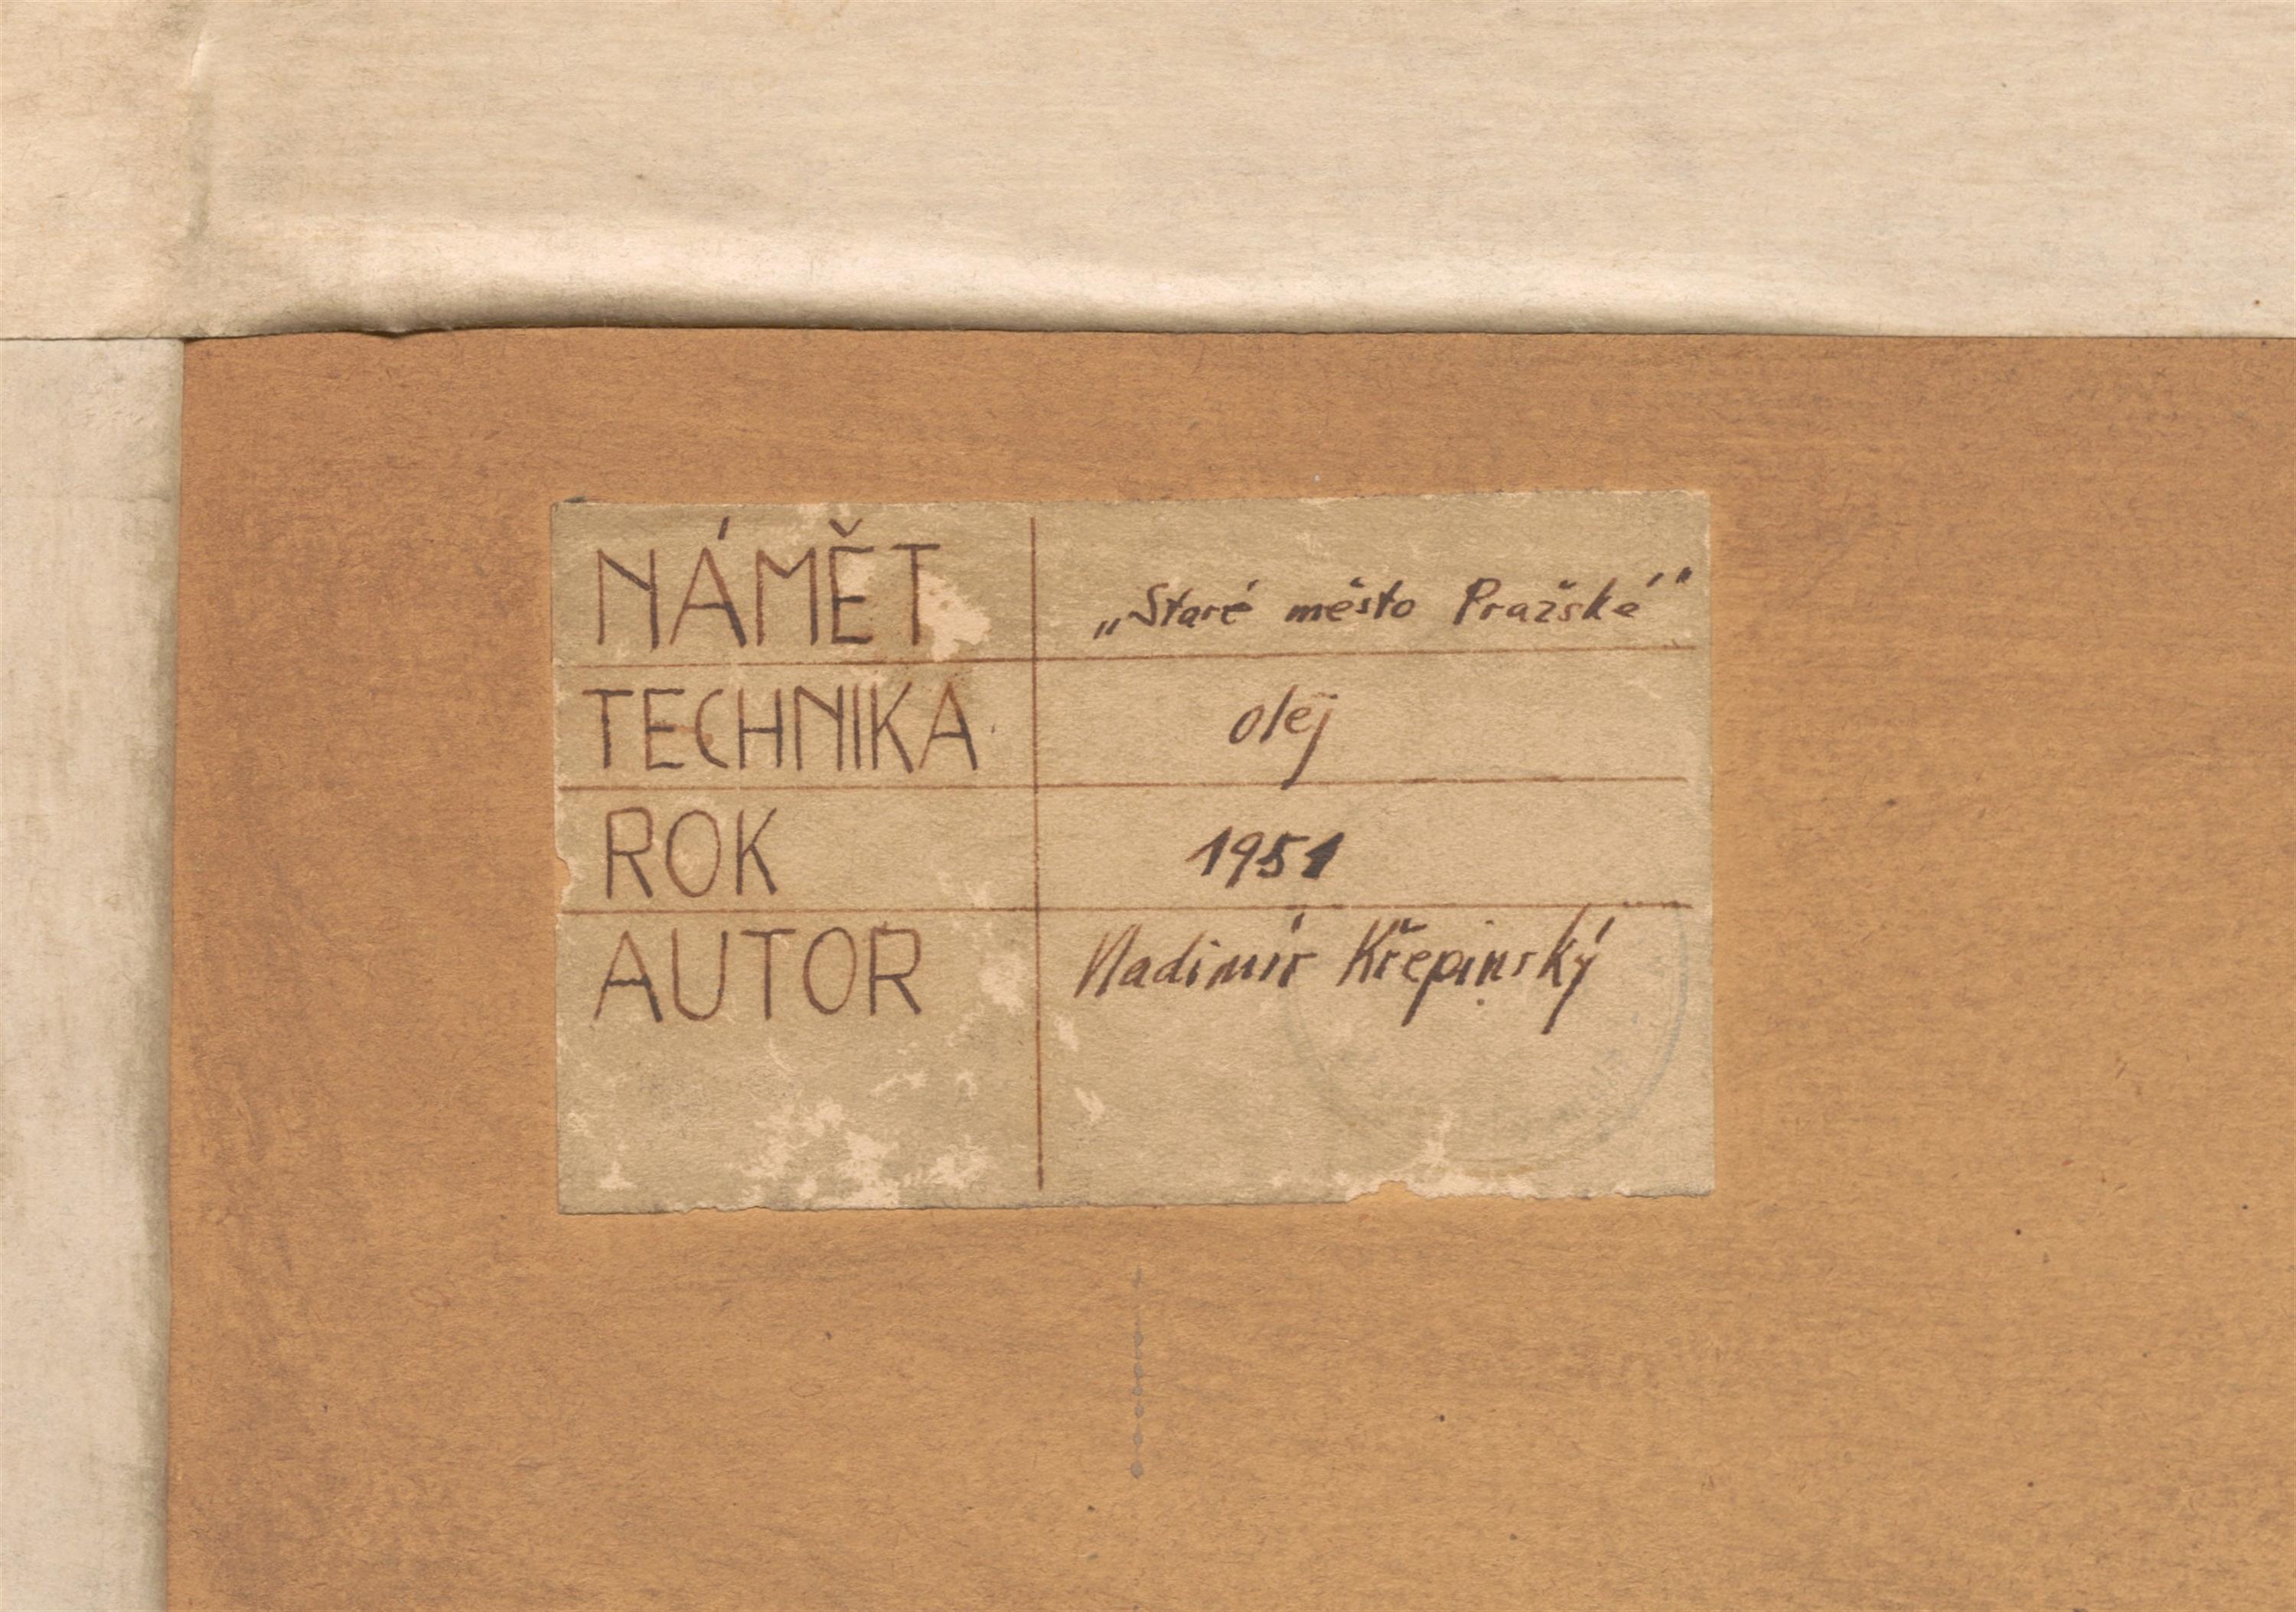 NÁMĚT „Staré město Pražské"
TECHNIKA olej
ROK 1951
AUTOR Vladimír Křepinský